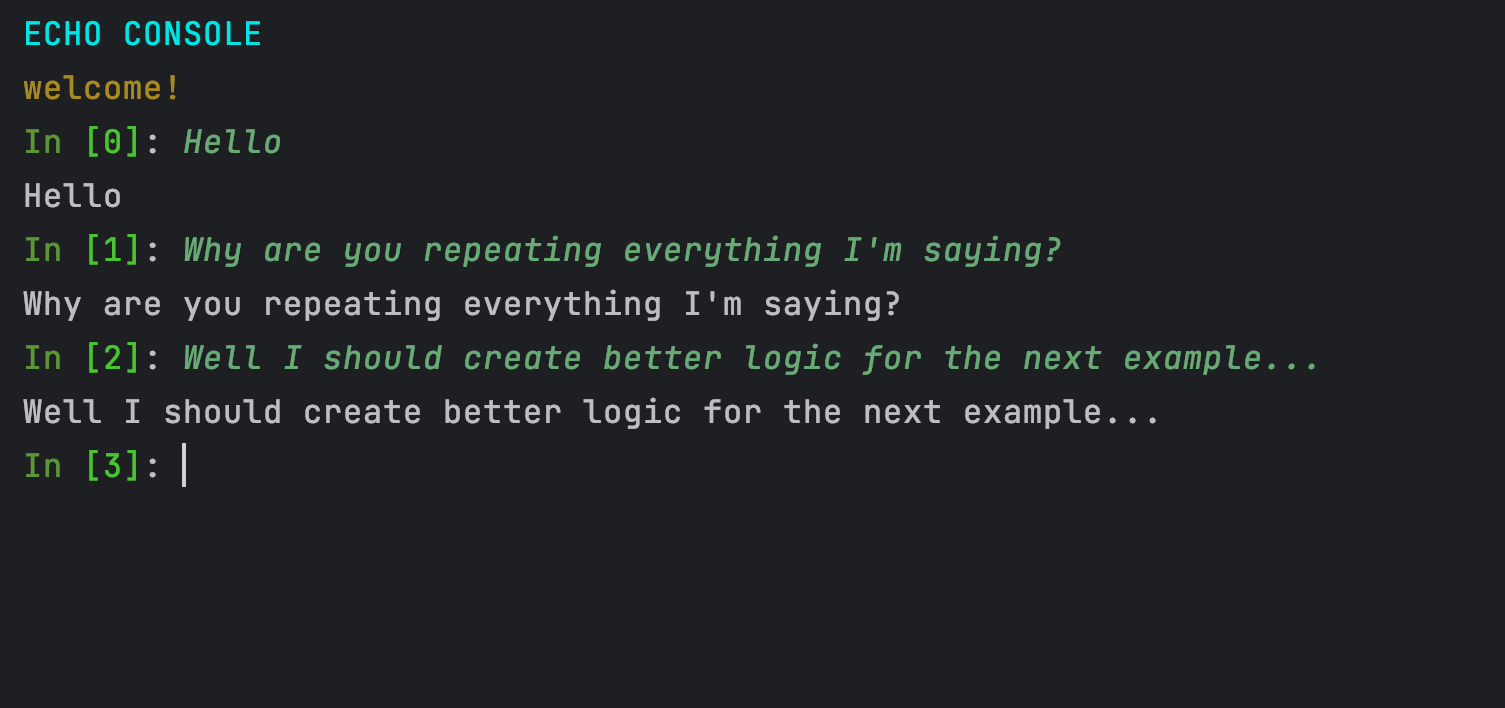 ECHO CONSOLE
welcome!
In [0]: Hello
Hello
In [1]: Why are you repeating everything I'm saying?
Why are you repeating everything I'm saying?
In [2]: Well I should create better logic for the next example...
Well I should create better logic for the next example...
In [3]: